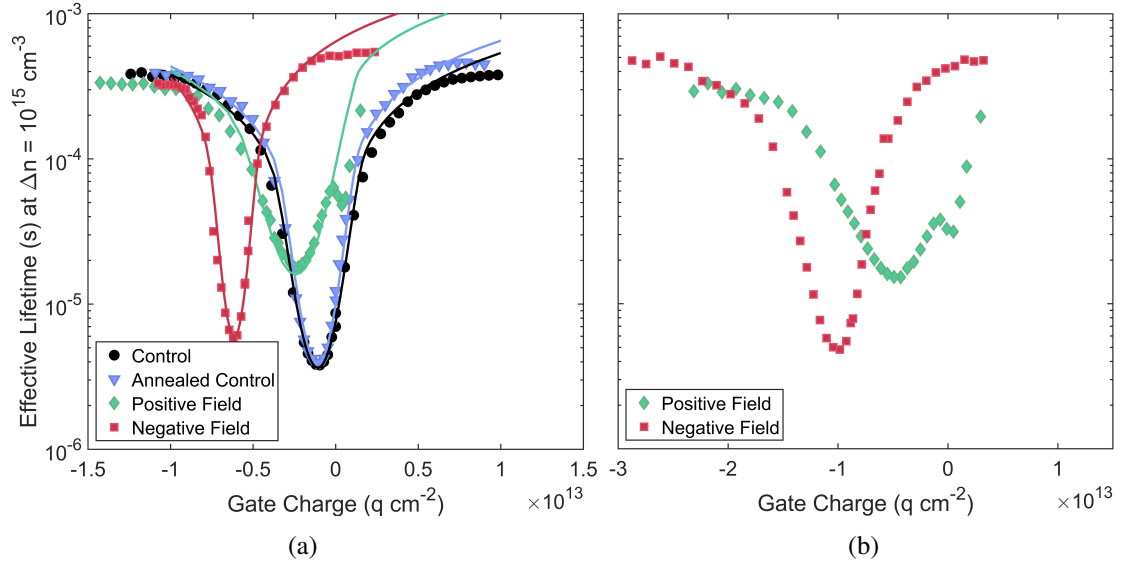 Effective Lifetime (s) at Δn = 10^15 cm^-3
10^-3
10^-4
10^-5
10^-6
Control
Annealed Control
Positive Field
Negative Field
-1.5 -1 -0.5 0 0.5 1 1.5
Gate Charge (q cm^-2) ×10^13
(a)
Positive Field
Negative Field
-3 -2 -1 0 1
Gate Charge (q cm^-2) ×10^13
(b)